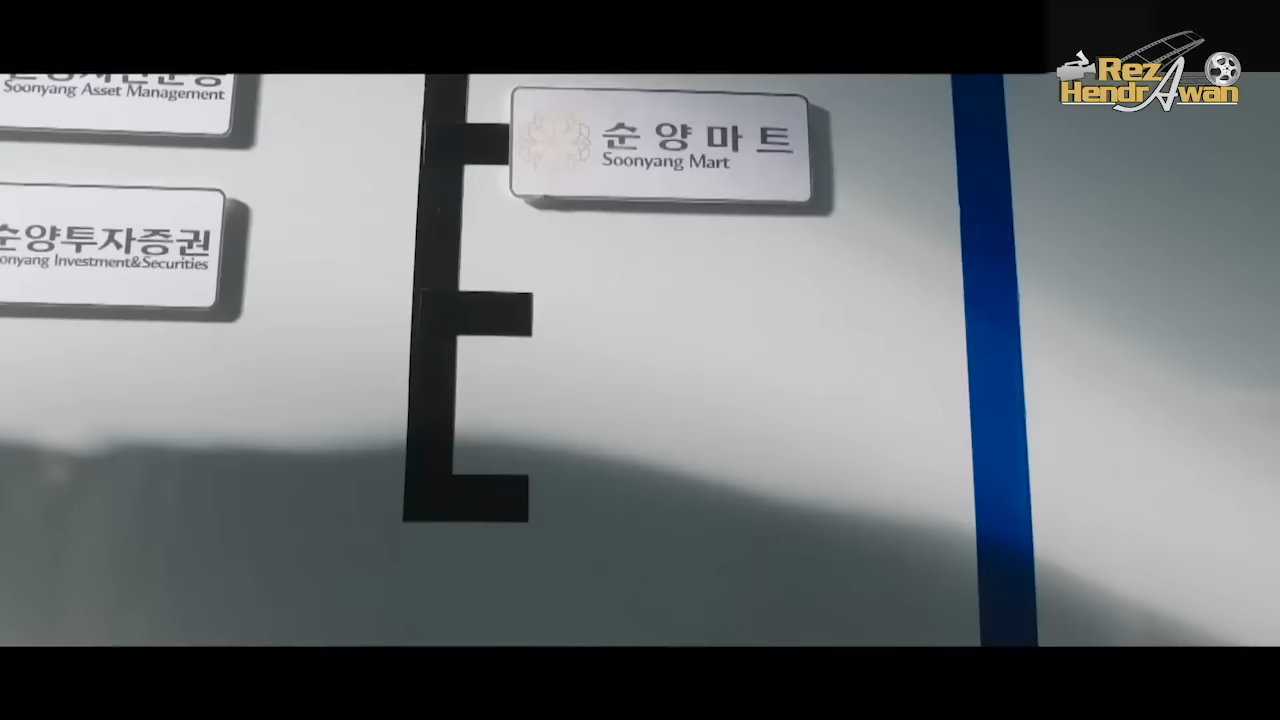 Soonyang Asset Management
순양마트
Soonyang Mart
순양투자증권
onyang Investment&Securities
Rez
HendrAwan